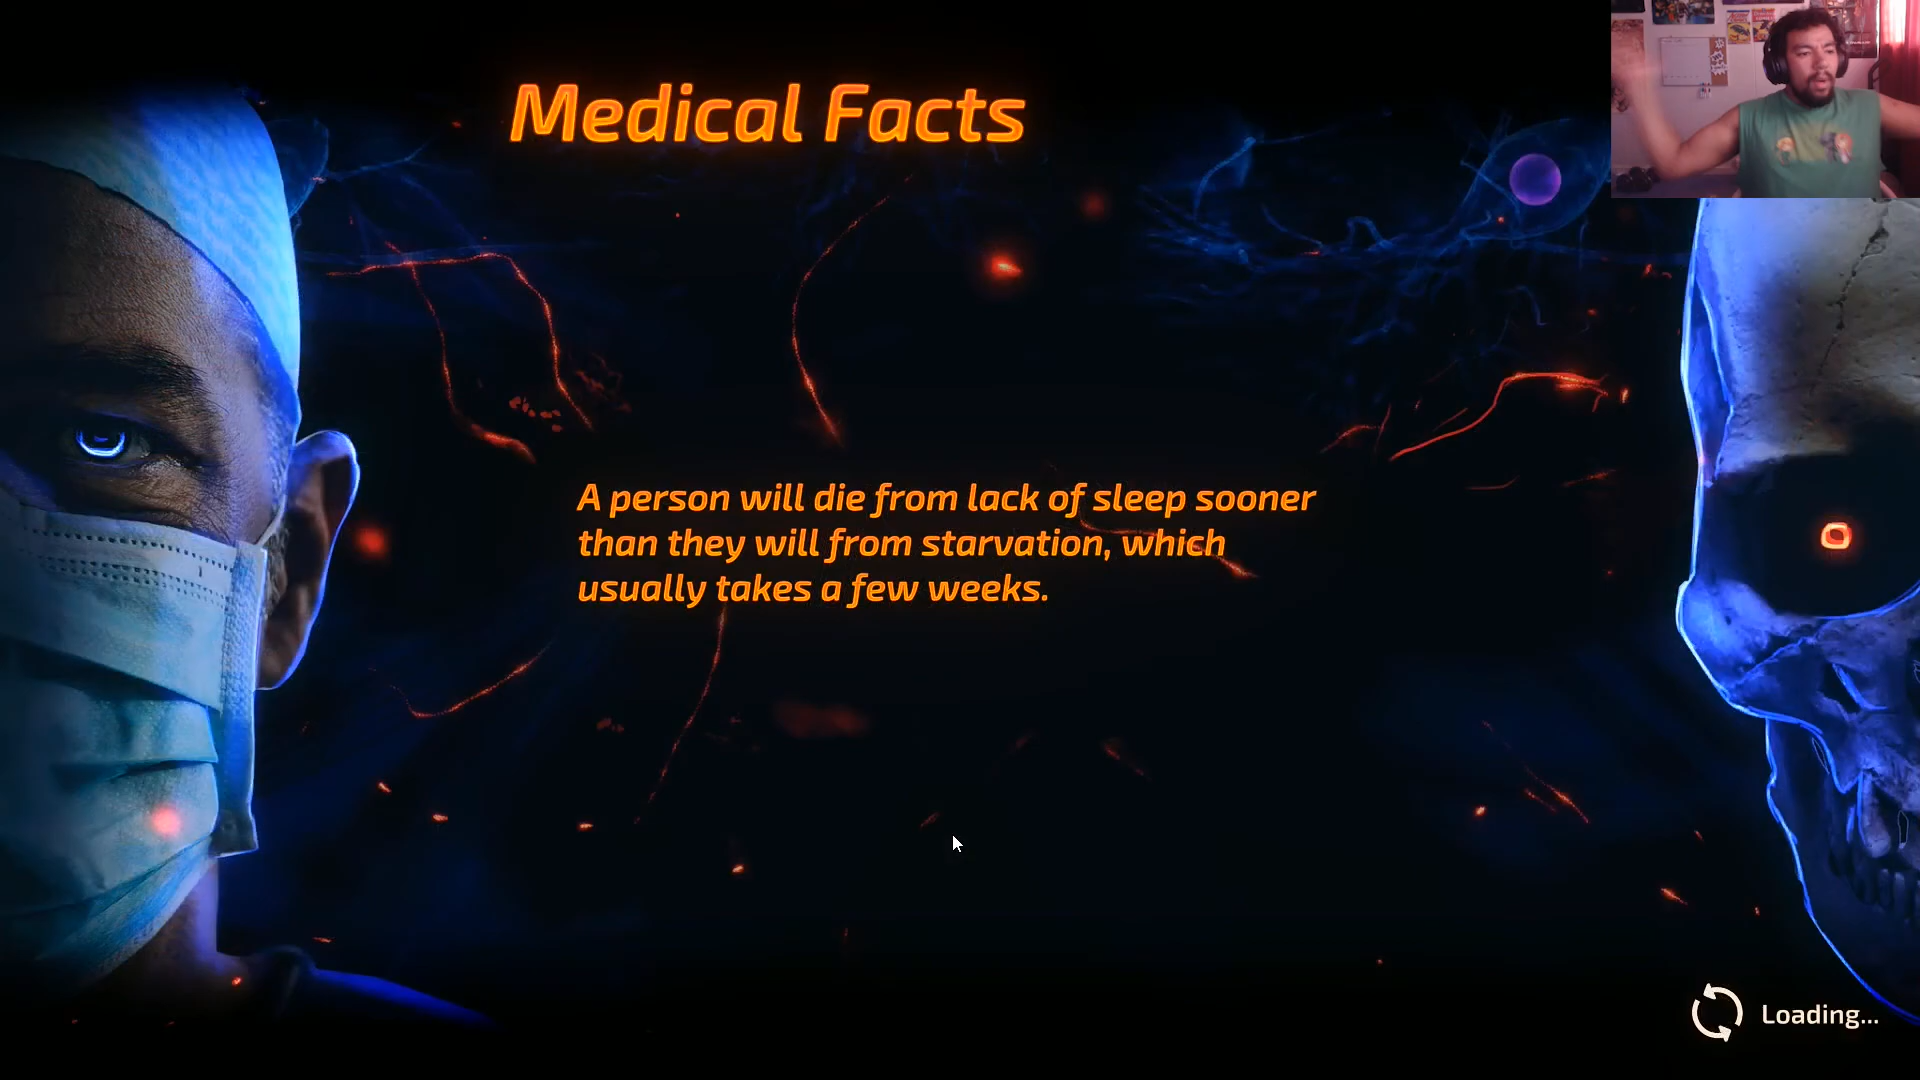 Medical Facts
A person will die from lack of sleep sooner
than they will from starvation, which
usually takes a few weeks.
Loading...